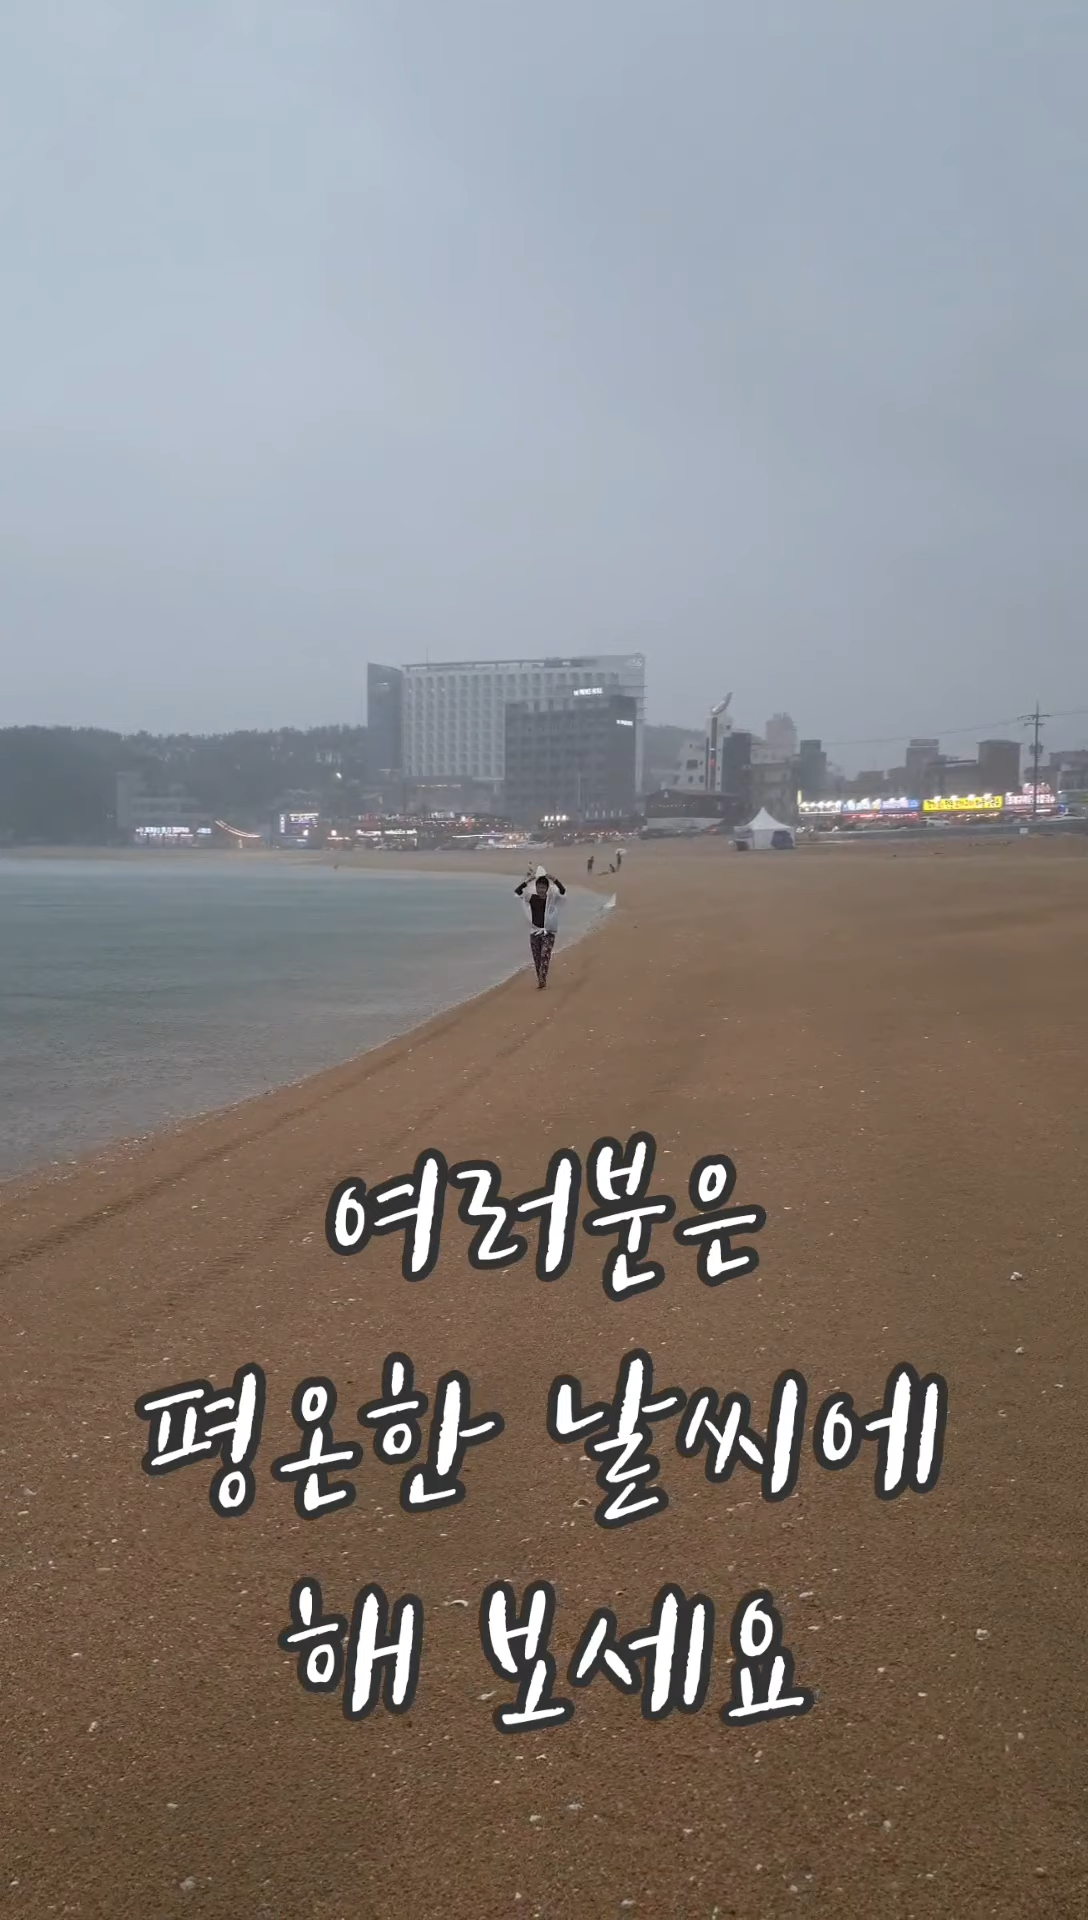 여러분은
평온한 날씨에
해 보세요